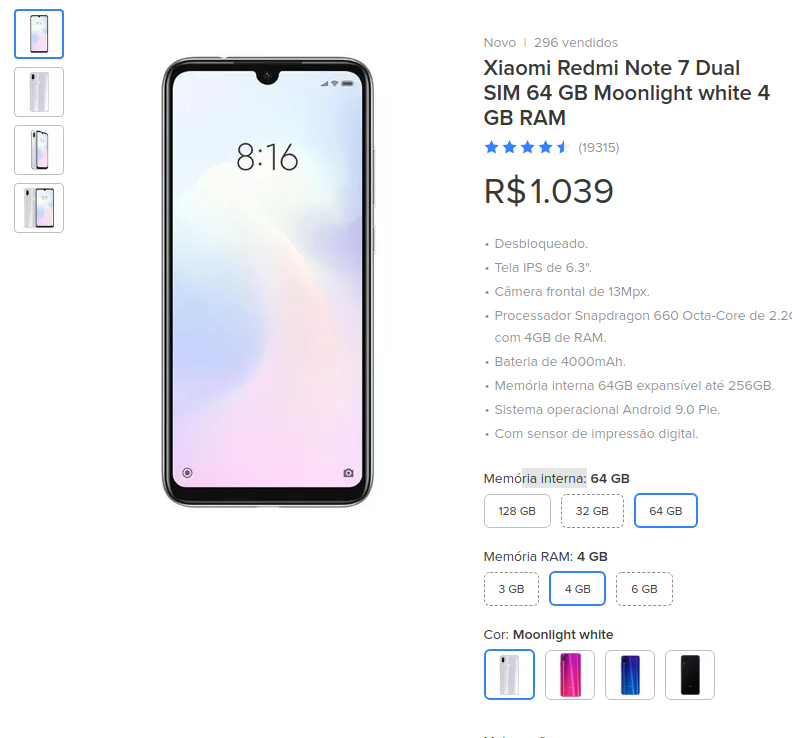 Novo | 296 vendidos
Xiaomi Redmi Note 7 Dual
SIM 64 GB Moonlight white 4
GB RAM
(19315)
R$1.039
8:16
• Desbloqueado.
• Tela IPS de 6.3".
• Câmera frontal de 13Mpx.
• Processador Snapdragon 660 Octa-Core de 2.2
com 4GB de RAM.
• Bateria de 4000mAh.
• Memória interna 64GB expansível até 256GB.
• Sistema operacional Android 9.0 Pie.
• Com sensor de impressão digital.
Memória interna: 64 GB
128 GB 32 GB 64 GB
Memória RAM: 4 GB
3 GB 4 GB 6 GB
Cor: Moonlight white